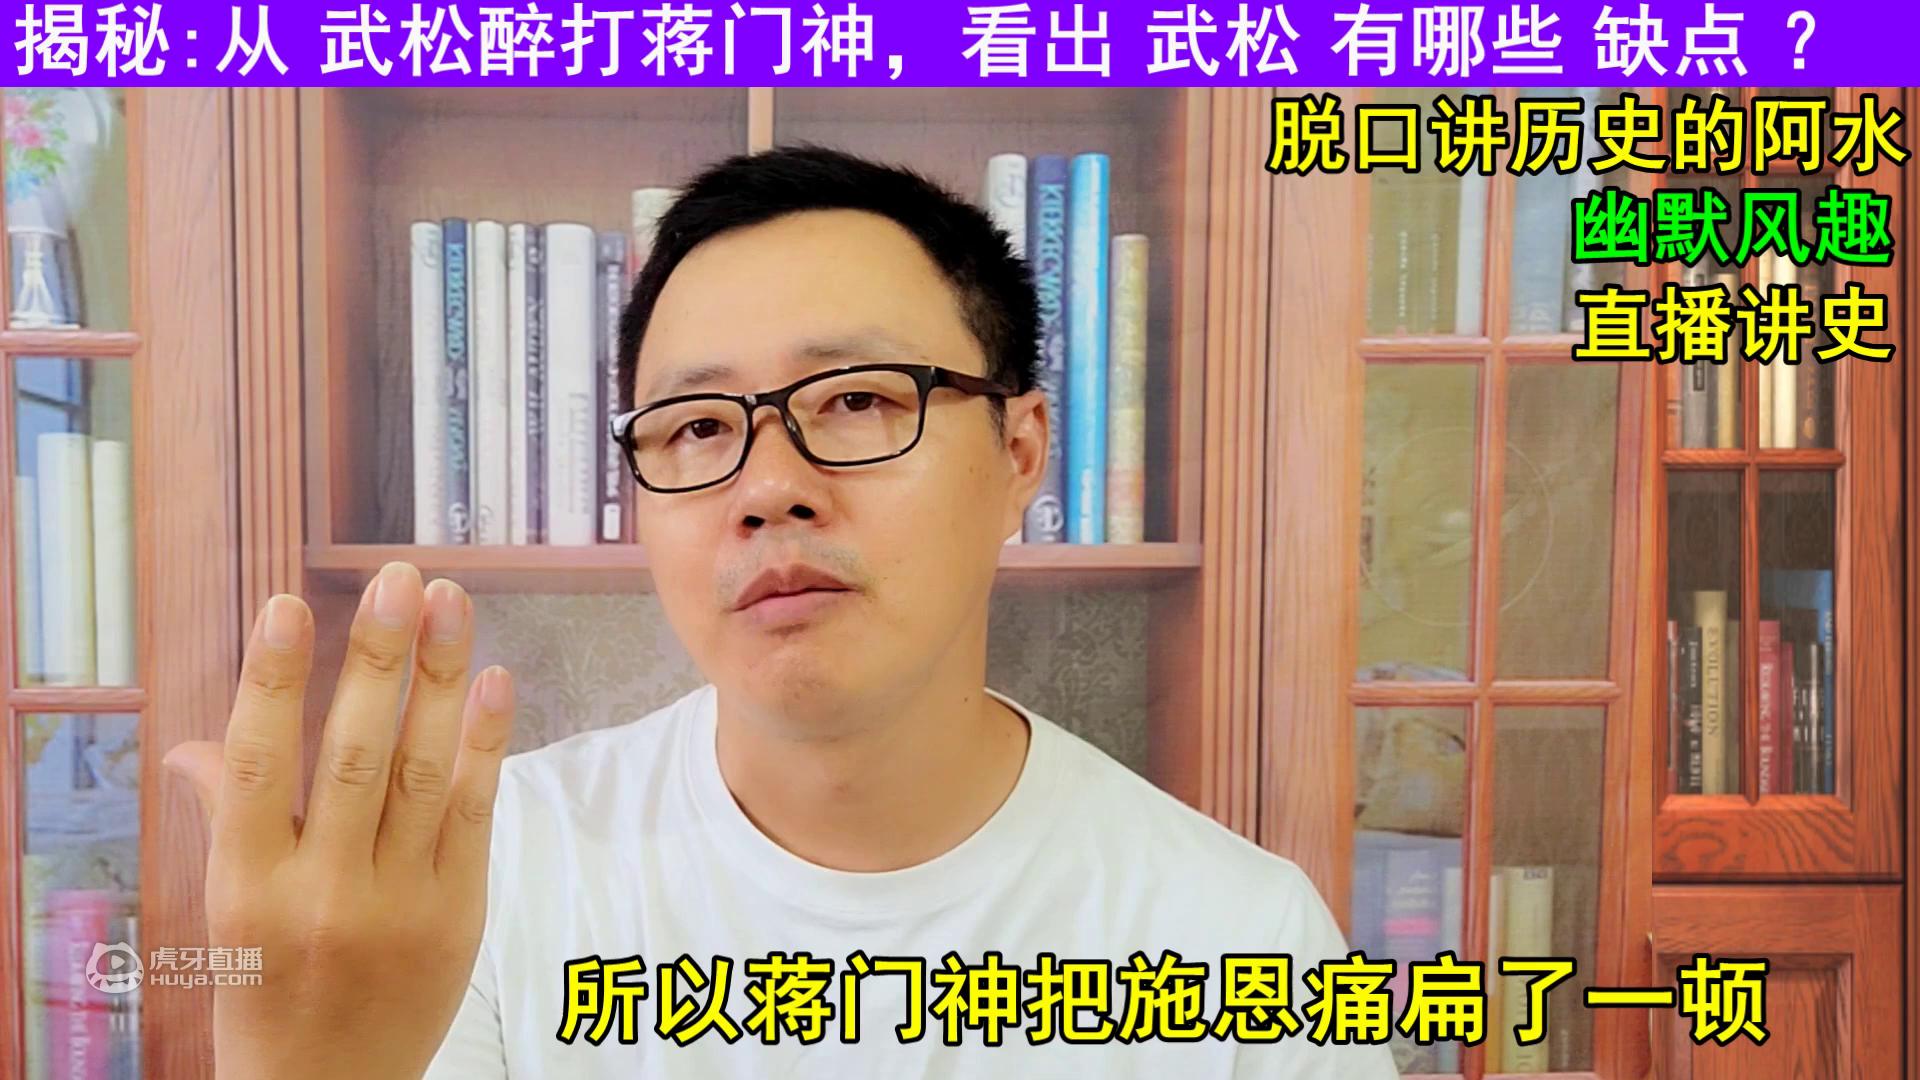 揭秘:从 武松醉打蒋门神，看出 武松 有哪些 缺点 ？
脱口讲历史的阿水
幽默风趣
直播讲史
EVOLUTION
虎牙直播
HUYA.com
所以蒋门神把施恩痛扁了一顿